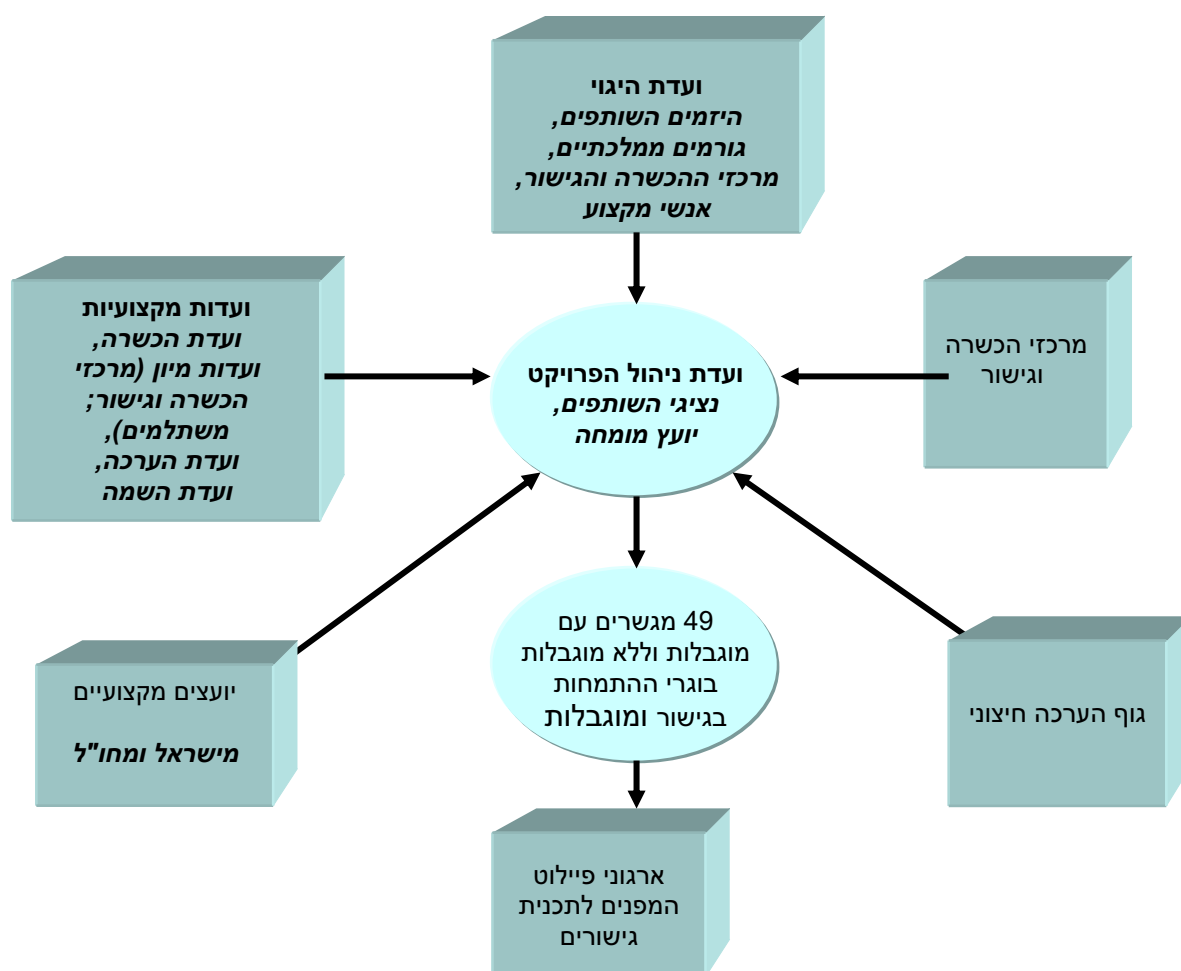 ועדת היגוי
היזמים השותפים,
גורמים ממלכתיים,
מרכזי ההכשרה והגישור,
אנשי מקצוע
מרכזי הכשרה
וגישור
ועדת ניהול הפרויקט
נציגי השותפים,
יועץ מומחה
ועדות מקצועיות
ועדת הכשרה,
ועדות מיון (מרכזי
הכשרה וגישור;
משתלמים),
ועדת הערכה,
ועדת השמה
גוף הערכה חיצוני
49 מגשרים עם
מוגבלות וללא מוגבלות
בוגרי ההתמחות
בגישור ומוגבלות
יועצים מקצועיים
מישראל ומחו"ל
ארגוני פיילוט
המפנים לתכנית
גישורים